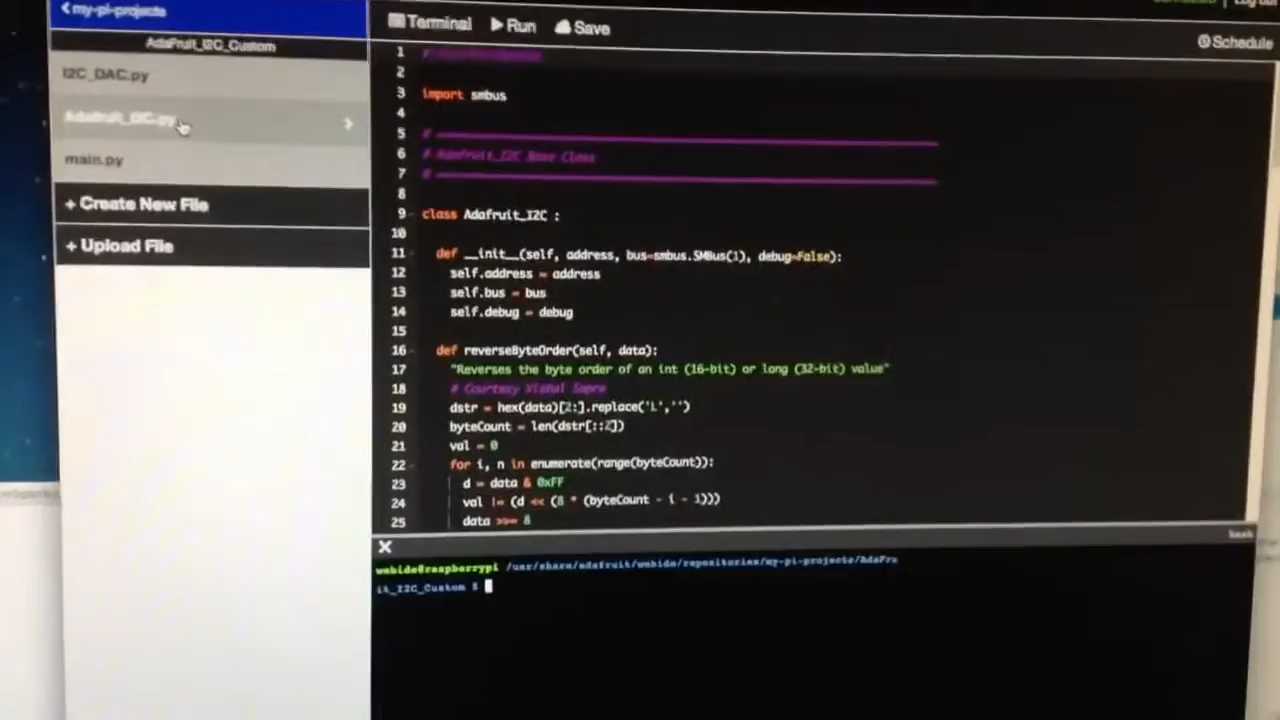 my-pi-projects
AdaFruit_I2C_Custom
I2C_DAC.py
Adafruit_I2C.py
main.py
+ Create New File
+ Upload File
Terminal Run Save
Log out
Schedule
1
2
3 import smbus
4
5 #
6 # Adafruit_I2C Base Class
7 #
8
9 class Adafruit_I2C :
10
11 def __init__(self, address, bus=smbus.SMBus(1), debug=False):
12 self.address = address
13 self.bus = bus
14 self.debug = debug
15
16 def reverseByteOrder(self, data):
17 "Reverses the byte order of an int (16-bit) or long (32-bit) value"
18 # Courtesy Vishal Sapre
19 dstr = hex(data)[2:].replace('L','')
20 byteCount = len(dstr[::2])
21 val = 0
22 for i, n in enumerate(range(byteCount)):
23 d = data & 0xFF
24 val |= (d << (8 * (byteCount - i - 1)))
25 data >>= 8
bash
webide@raspberrypi /usr/share/adafruit/webide/repositories/my-pi-projects/AdaFru
it_I2C_Custom $